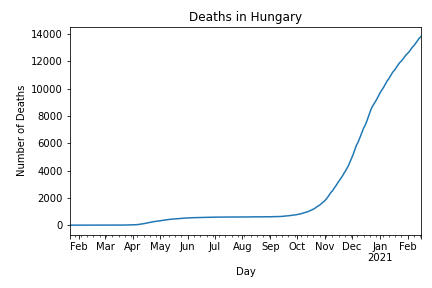 Deaths in Hungary
Number of Deaths
14000
12000
10000
8000
6000
4000
2000
0
Feb Mar Apr May Jun Jul Aug Sep Oct Nov Dec Jan Feb
2021
Day